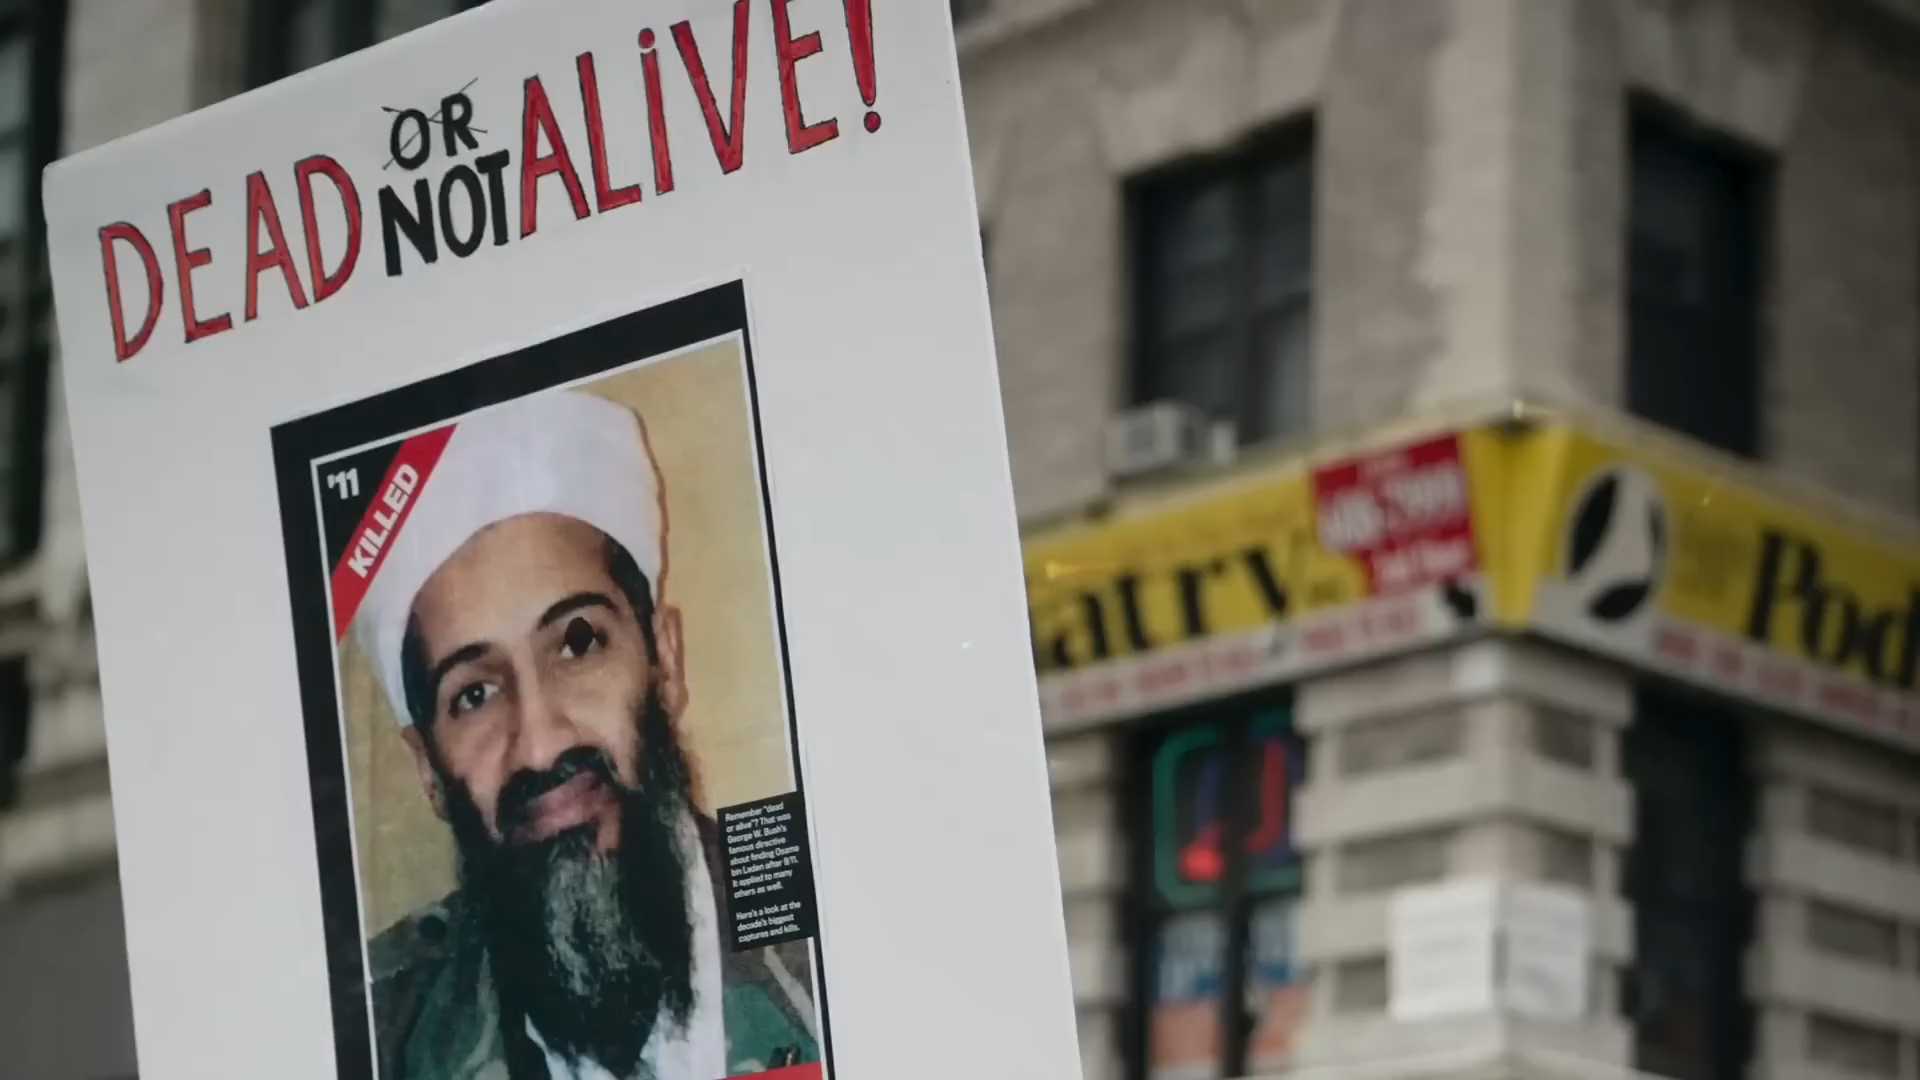 DEAD OR NOT ALIVE!
'11
KILLED
Remember "dead
or alive"? That was
George W. Bush's
famous directive
about finding Osama
bin Laden after 9/11.
It applied to many
others as well.
Here's a look at the
decade's biggest
captures and kills.
atry
Pod